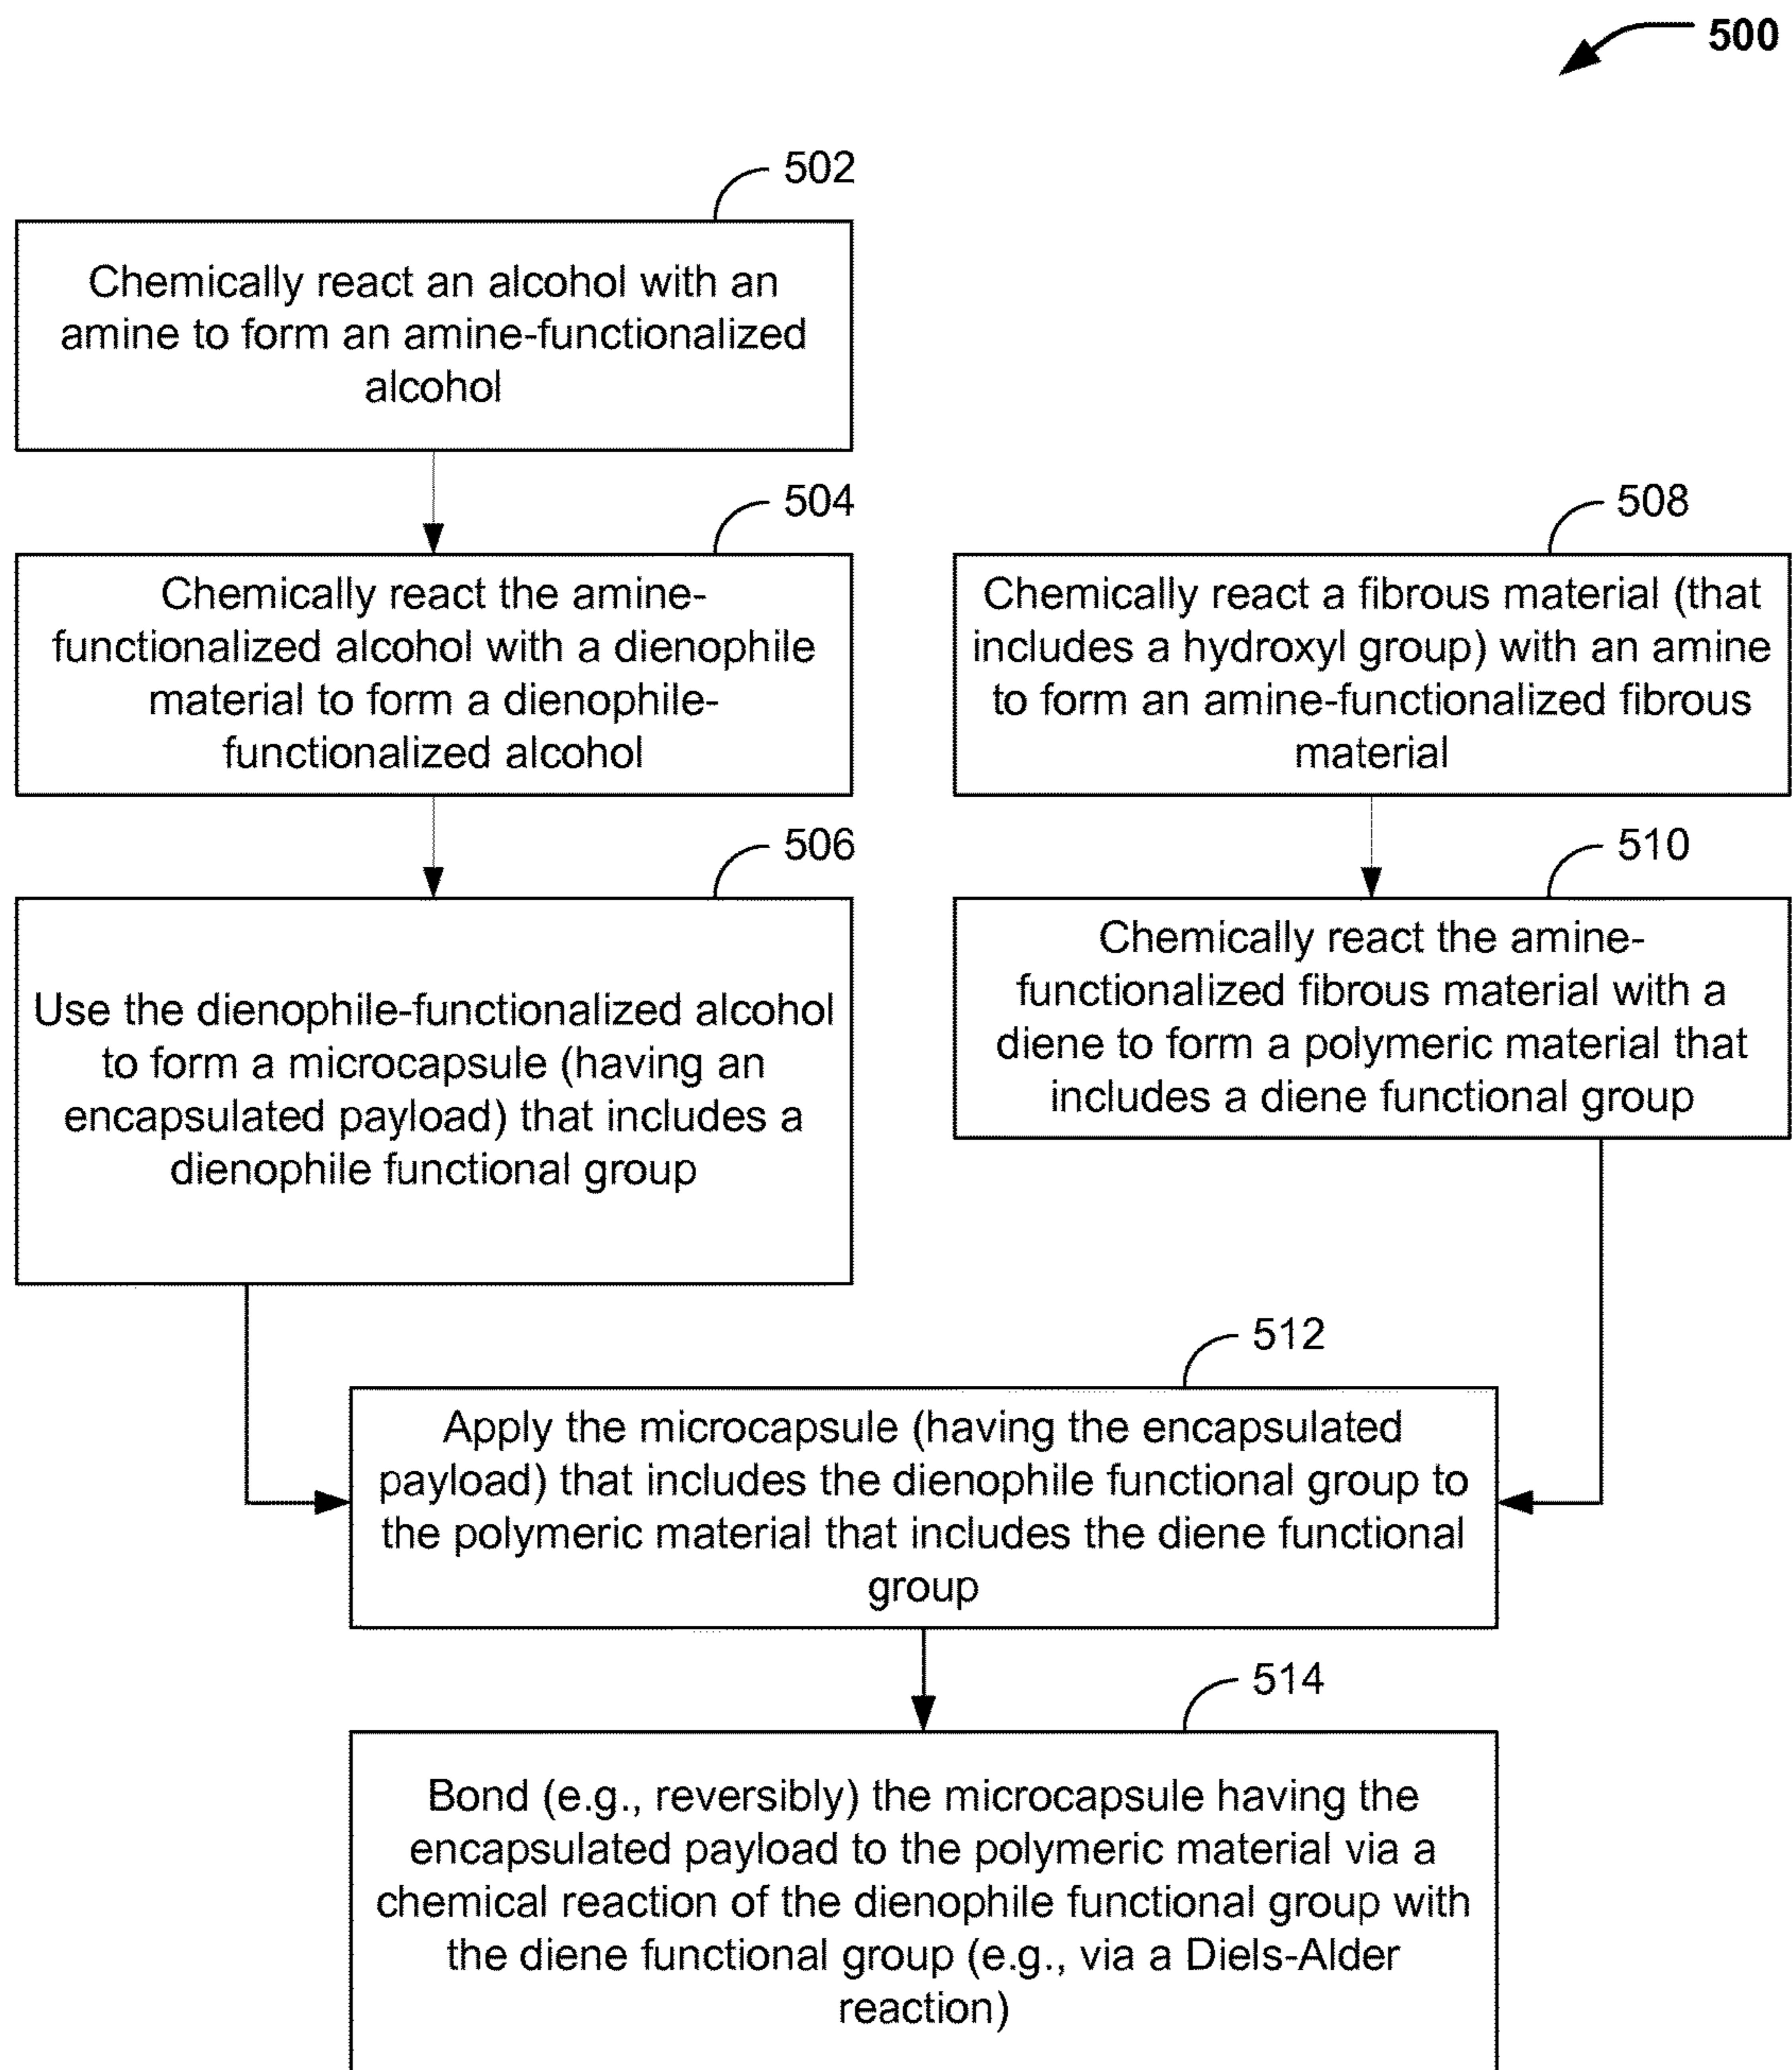 500
502
Chemically react an alcohol with an
amine to form an amine-functionalized
alcohol
504
Chemically react the amine-
functionalized alcohol with a dienophile
material to form a dienophile-
functionalized alcohol
506
Use the dienophile-functionalized alcohol
to form a microcapsule (having an
encapsulated payload) that includes a
dienophile functional group
508
Chemically react a fibrous material (that
includes a hydroxyl group) with an amine
to form an amine-functionalized fibrous
material
510
Chemically react the amine-
functionalized fibrous material with a
diene to form a polymeric material that
includes a diene functional group
512
Apply the microcapsule (having the encapsulated
payload) that includes the dienophile functional group to
the polymeric material that includes the diene functional
group
514
Bond (e.g., reversibly) the microcapsule having the
encapsulated payload to the polymeric material via a
chemical reaction of the dienophile functional group with
the diene functional group (e.g., via a Diels-Alder
reaction)